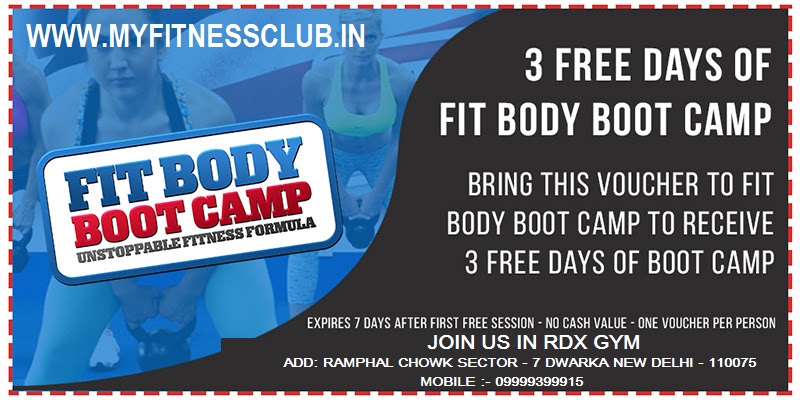 WWW.MYFITNESSCLUB.IN
FIT BODY
BOOT CAMP
UNSTOPPABLE FITNESS FORMULA
3 FREE DAYS OF
FIT BODY BOOT CAMP
BRING THIS VOUCHER TO FIT
BODY BOOT CAMP TO RECEIVE
3 FREE DAYS OF BOOT CAMP
EXPIRES 7 DAYS AFTER FIRST FREE SESSION - NO CASH VALUE - ONE VOUCHER PER PERSON
JOIN US IN RDX GYM
ADD: RAMPHAL CHOWK SECTOR - 7 DWARKA NEW DELHI - 110075
MOBILE :- 09999399915